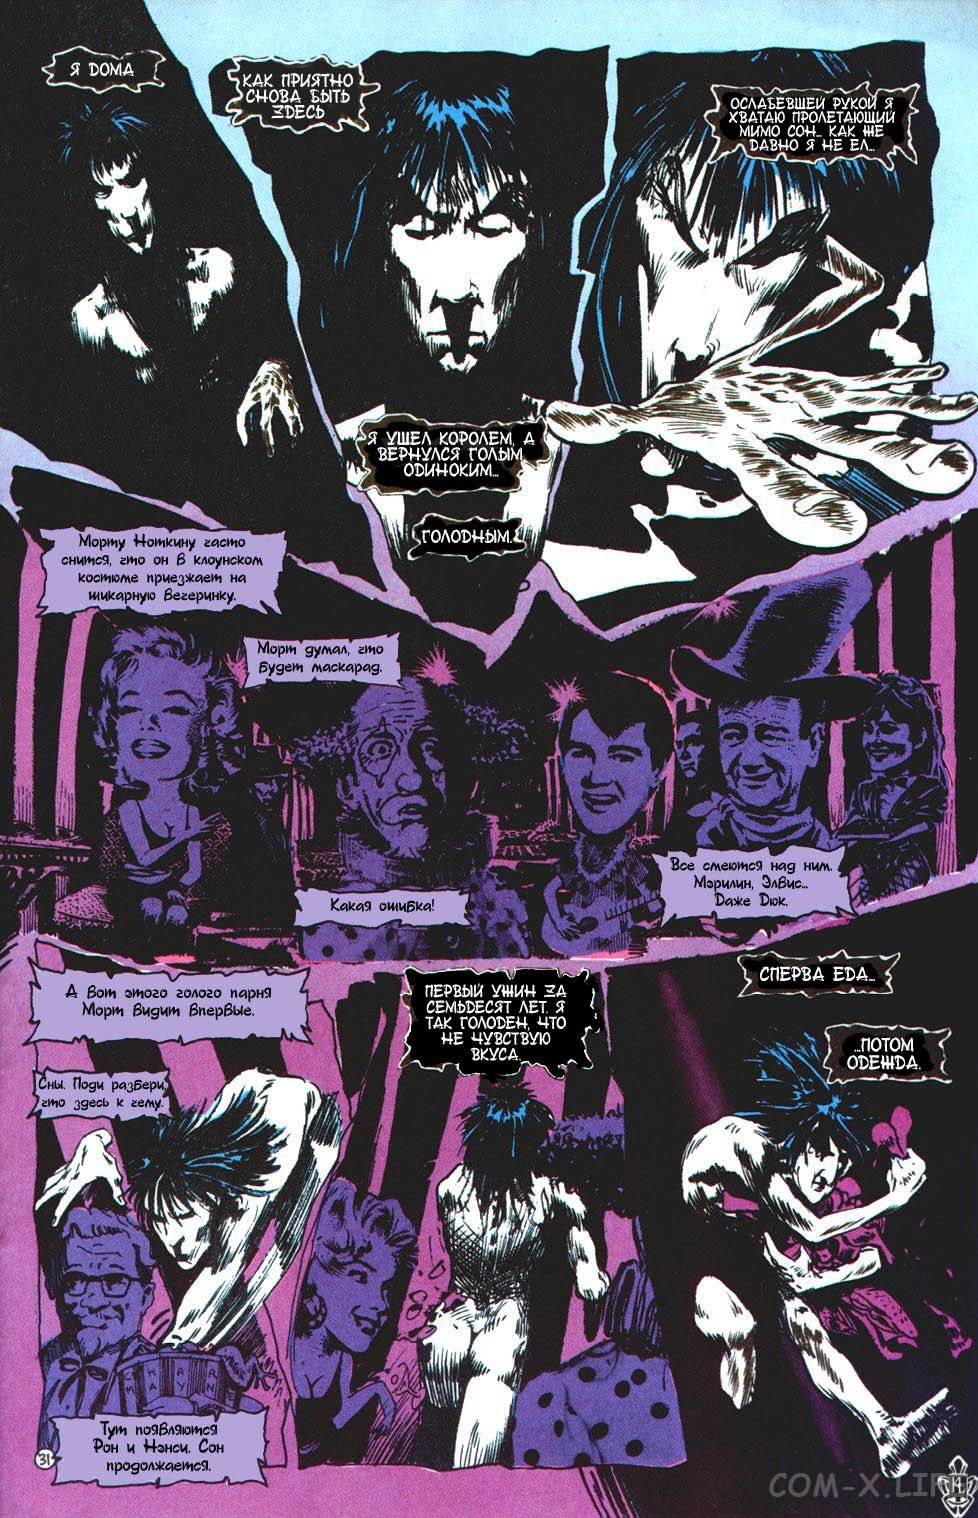 Я ДОМА
КАК ПРИЯТНО
СНОВА БЫТЬ
ЗДЕСЬ
ОСЛАБЕВШЕЙ РУКОЙ Я
ХВАТАЮ ПРОЛЕТАЮЩИЙ
МИМО СОН... КАК ЖЕ
ДАВНО Я НЕ ЕЛ...
Я УШЕЛ КОРОЛЕМ, А
ВЕРНУЛСЯ ГОЛЫМ,
ОДИНОКИМ...
ГОЛОДНЫМ.
Морту Ноткину часто
снится, что он в клоунском
костюме приезжает на
шикарную вечеринку.
Морт думал, что
будет маскарад.
Какая ошибка!
Все смеются над ним.
Мэрилин, Элвис...
Даже Дюк.
А вот этого голого парня
Морт видит впервые.
Сны. Поди разбери,
что здесь к чему.
Тут появляются
Рон и Нэнси. Сон
продолжается.
ПЕРВЫЙ УЖИН ЗА
СЕМЬДЕСЯТ ЛЕТ. Я
ТАК ГОЛОДЕН, ЧТО
НЕ ЧУВСТВУЮ
ВКУСА.
СПЕРВА ЕДА...
...ПОТОМ
ОДЕЖДА.
31
COM-X.LIFE